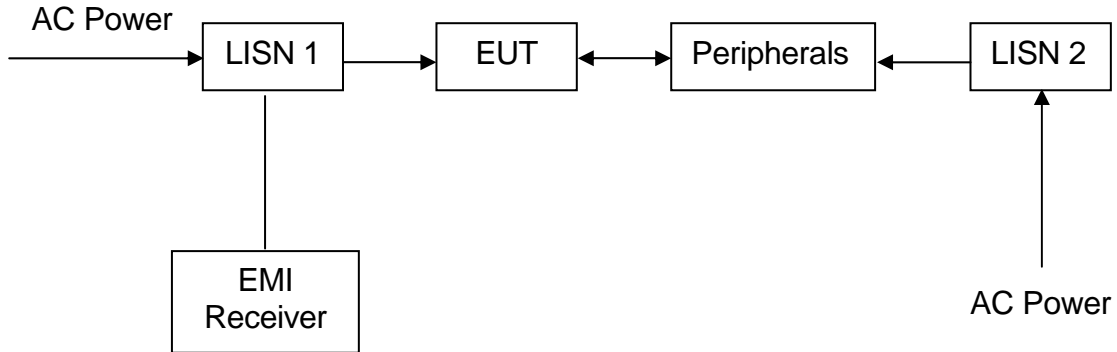 AC Power
LISN 1
EUT
Peripherals
LISN 2
EMI
Receiver
AC Power